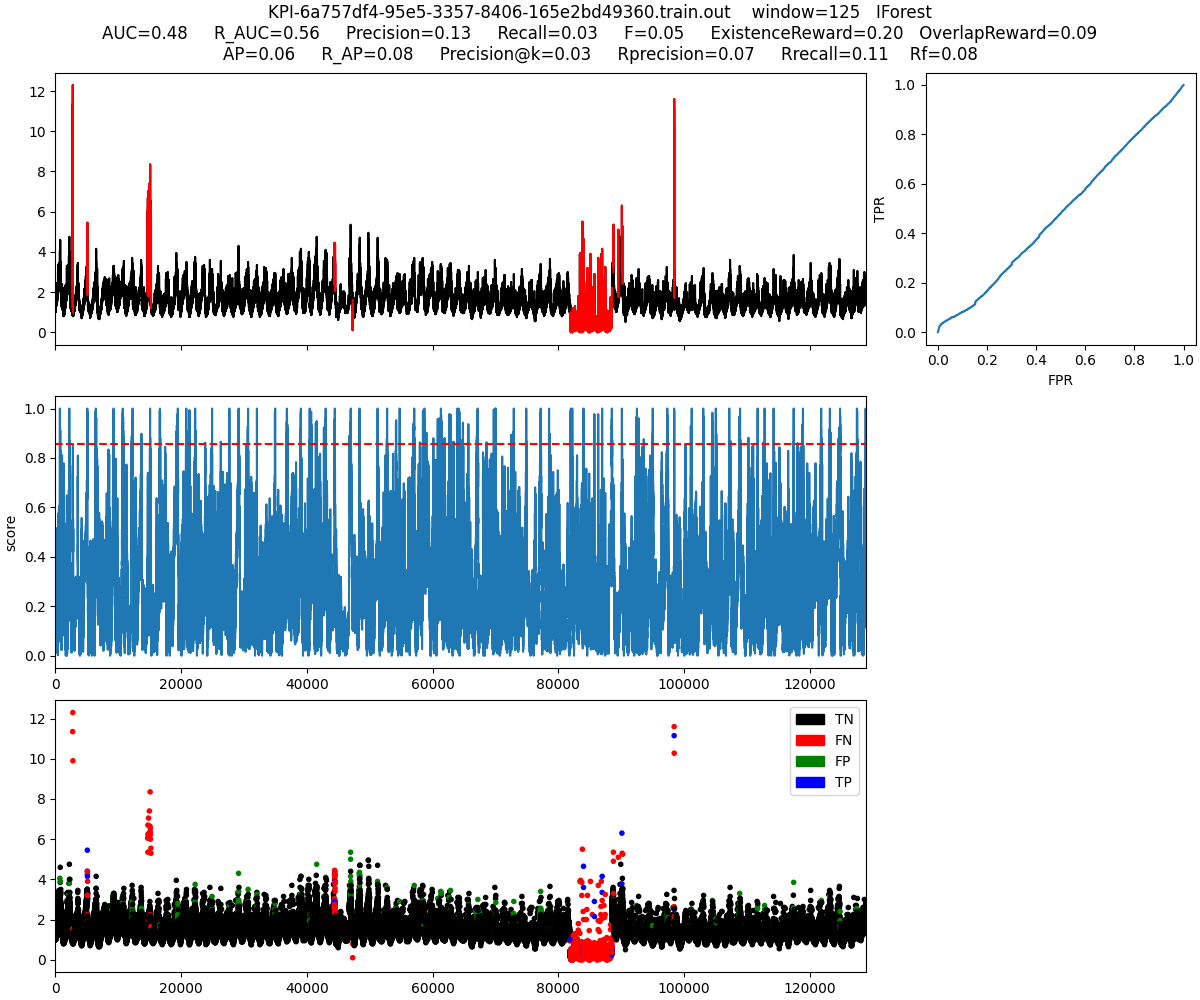 KPI-6a757df4-95e5-3357-8406-165e2bd49360.train.out window=125 IForest
AUC=0.48 R_AUC=0.56 Precision=0.13 Recall=0.03 F=0.05 ExistenceReward=0.20 OverlapReward=0.09
AP=0.06 R_AP=0.08 Precision@k=0.03 Rprecision=0.07 Rrecall=0.11 Rf=0.08
12
10
8
6
4
2
0
1.0
0.8
0.6
0.4
0.2
0.0
TPR
0.0 0.2 0.4 0.6 0.8 1.0
FPR
1.0
0.8
0.6
0.4
0.2
0.0
score
0 20000 40000 60000 80000 100000 120000
12
10
8
6
4
2
0
TN
FN
FP
TP
0 20000 40000 60000 80000 100000 120000